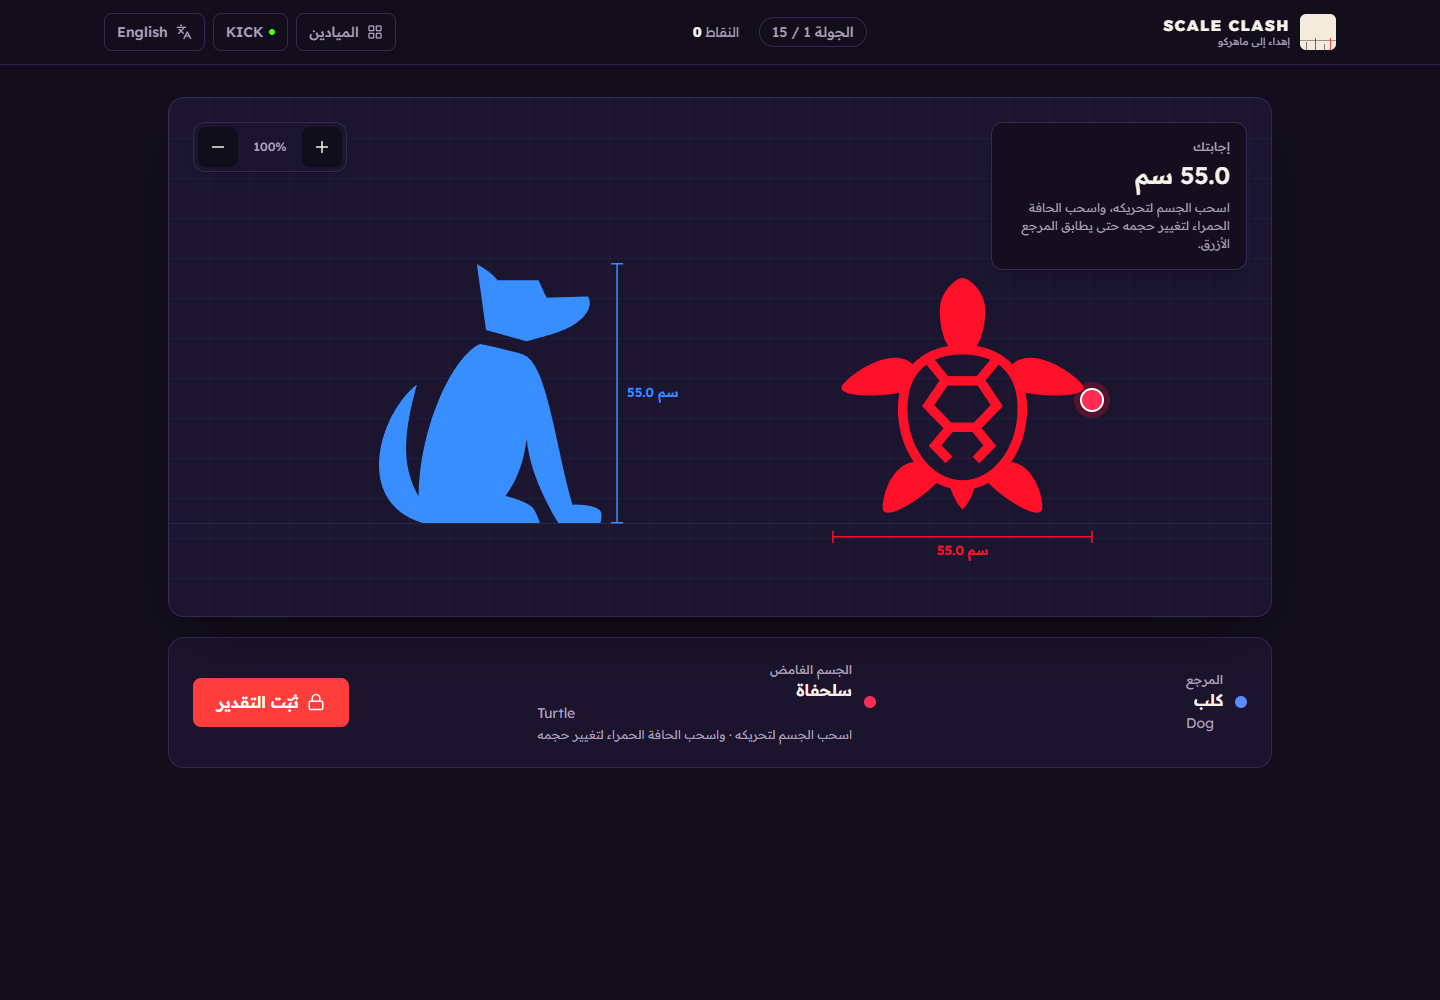 SCALE CLASH
إهداء إلى ماهركو
الجولة 1 / 15
النقاط 0
الميادين
KICK
English
إجابتك
55.0 سم
اسحب الجسم لتحريكه، واسحب الحافة
الحمراء لتغيير حجمه حتى يطابق المرجع
الأزرق.
100%
55.0 سم
55.0 سم
المرجع
كلب
Dog
الجسم الغامض
سلحفاة
Turtle
اسحب الجسم لتحريكه · واسحب الحافة الحمراء لتغيير حجمه
ثبّت التقدير